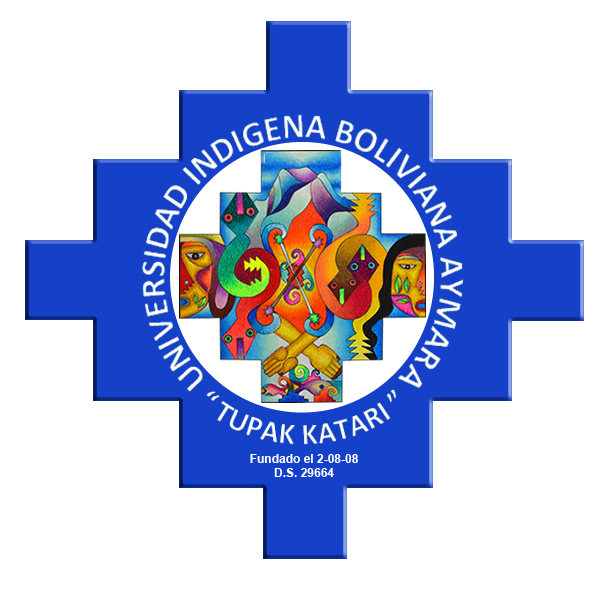 UNIVERSIDAD INDIGENA BOLIVIANA AYMARA
“TUPAK KATARI”
Fundado el 2-08-08
D.S. 29664